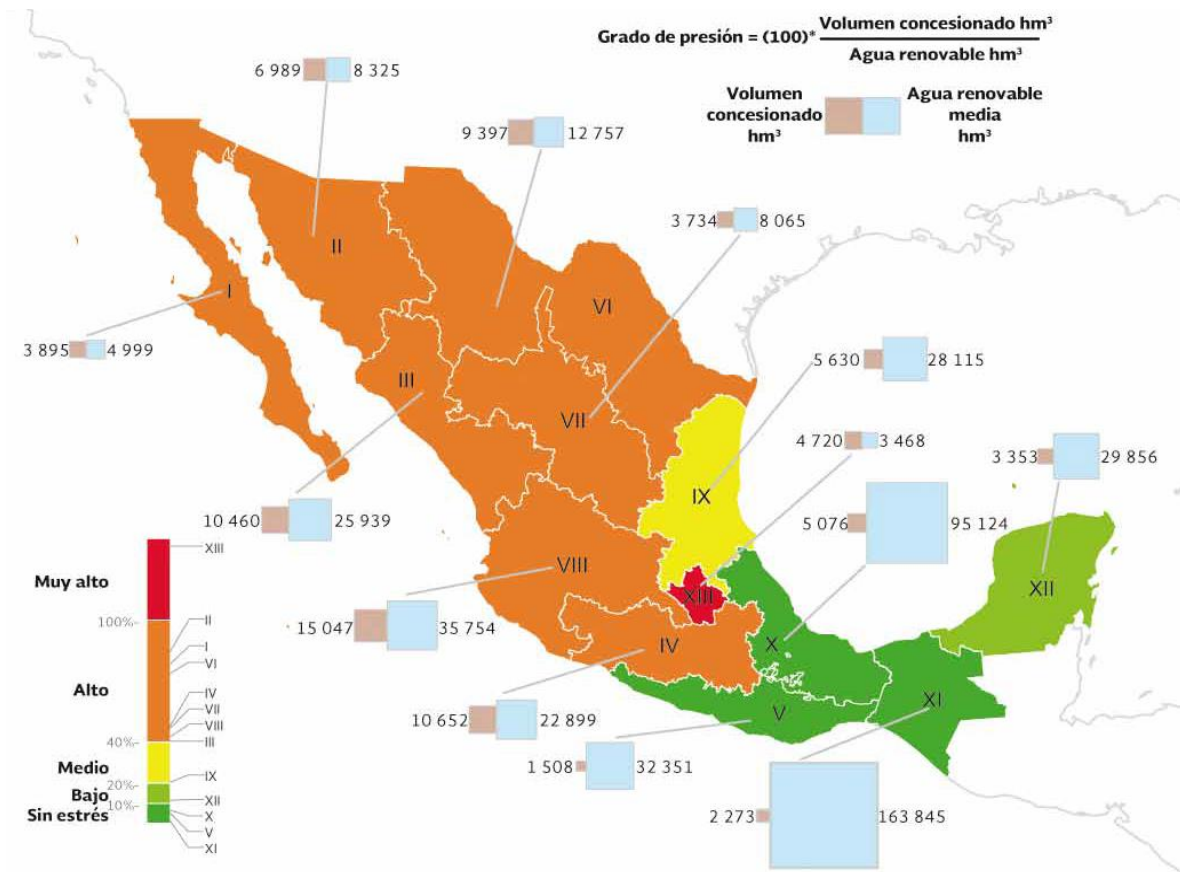 Grado de presión = (100)* Volumen concesionado hm³
Agua renovable hm³
Volumen
concesionado
hm³
Agua renovable
media
hm³
6 989 8 325
9 397 12 757
3 734 8 065
II
I
VI
3 895 4 999
5 630 28 115
III
VII
4 720 3 468
3 353 29 856
IX
10 460 25 939
5 076 95 124
VIII
XIII
XII
15 047 35 754
IV
X
10 652 22 899
V
XI
1 508 32 351
2 273 163 845
XIII
Muy alto
100%-
II
I
VI
Alto
IV
VII
VIII
40%-
III
Medio
IX
20%-
Bajo
XII
10%-
Sin estrés
X
V
XI